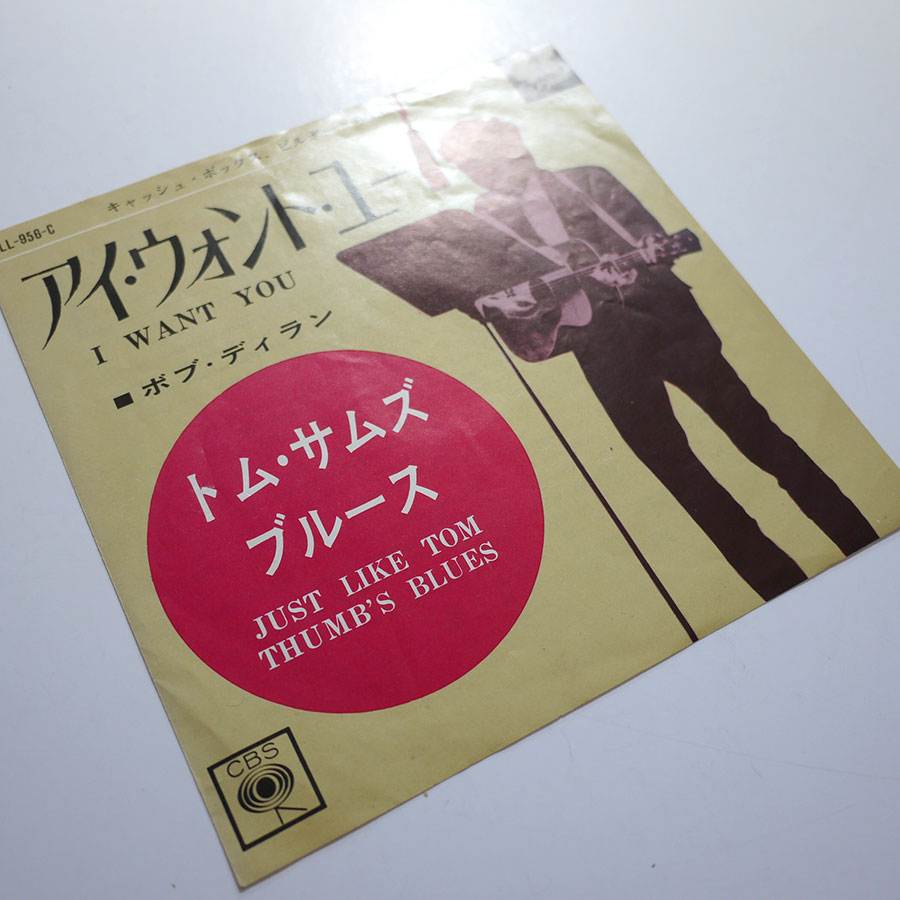 キャッシュ・ボックス、ビルボ
LL-956-C
アイ・ウォント・ユー
I WANT YOU
■ ボブ・ディラン
トム・サムズ
ブルース
JUST LIKE TOM
THUMB'S BLUES
CBS